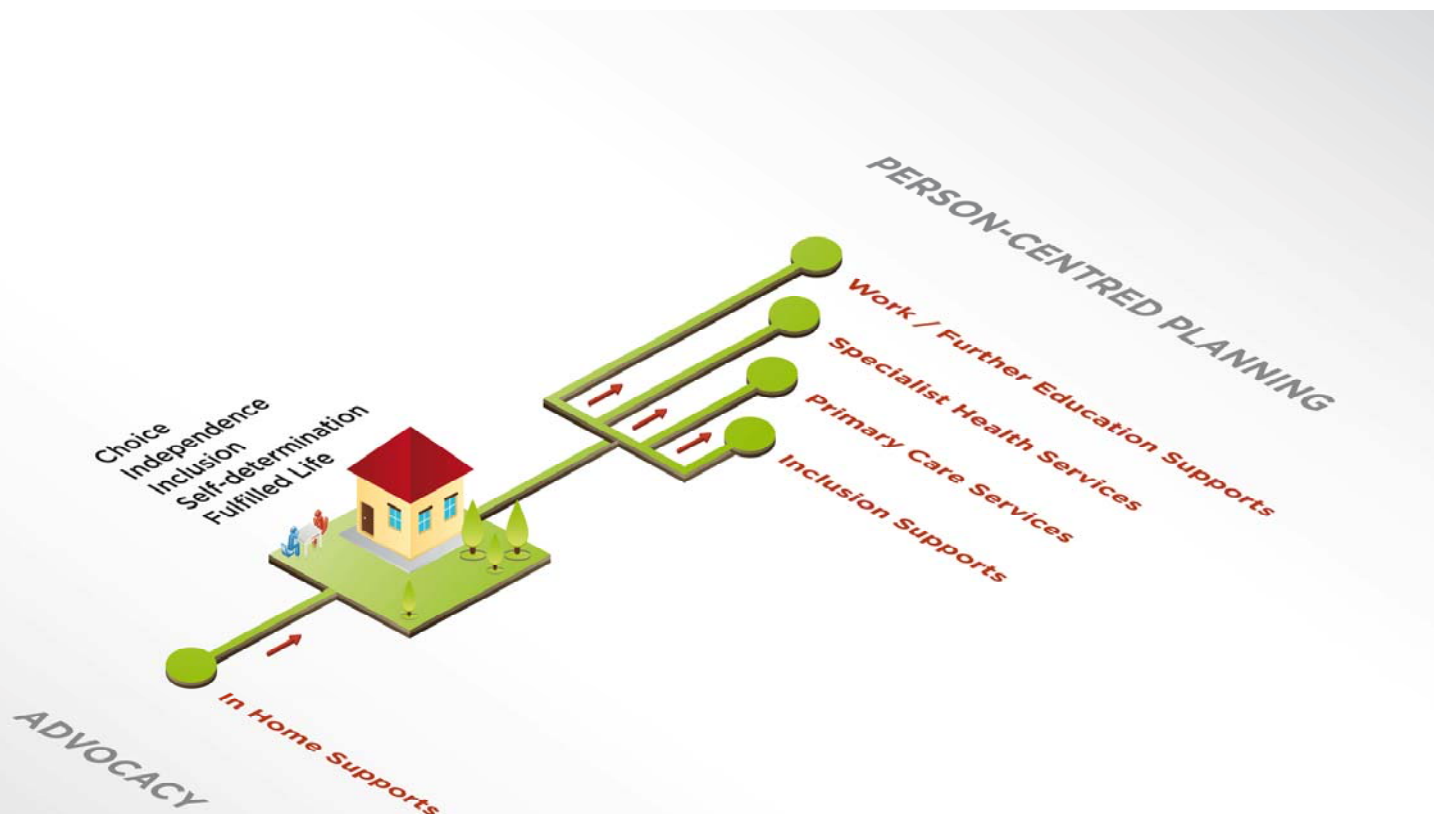 PERSON-CENTRED PLANNING
Work / Further Education Supports
Specialist Health Services
Primary Care Services
Inclusion Supports
Choice
Independence
Inclusion
Self-determination
Fulfilled Life
In Home Supports
ADVOCACY